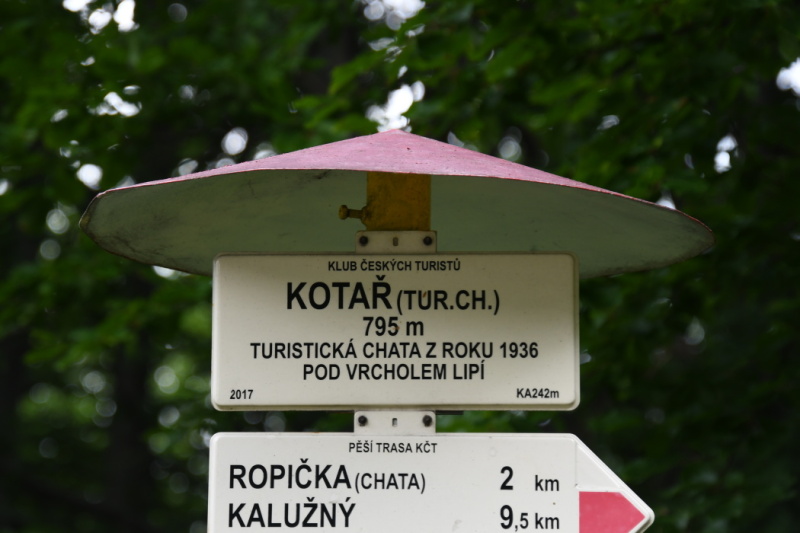 KLUB ČESKÝCH TURISTŮ
KOTAŘ (TUR.CH.)
795 m
TURISTICKÁ CHATA Z ROKU 1936
POD VRCHOLEM LIPÍ
2017 KA242m
PĚŠÍ TRASA KČT
ROPIČKA (CHATA) 2 km
KALUŽNÝ 9,5 km